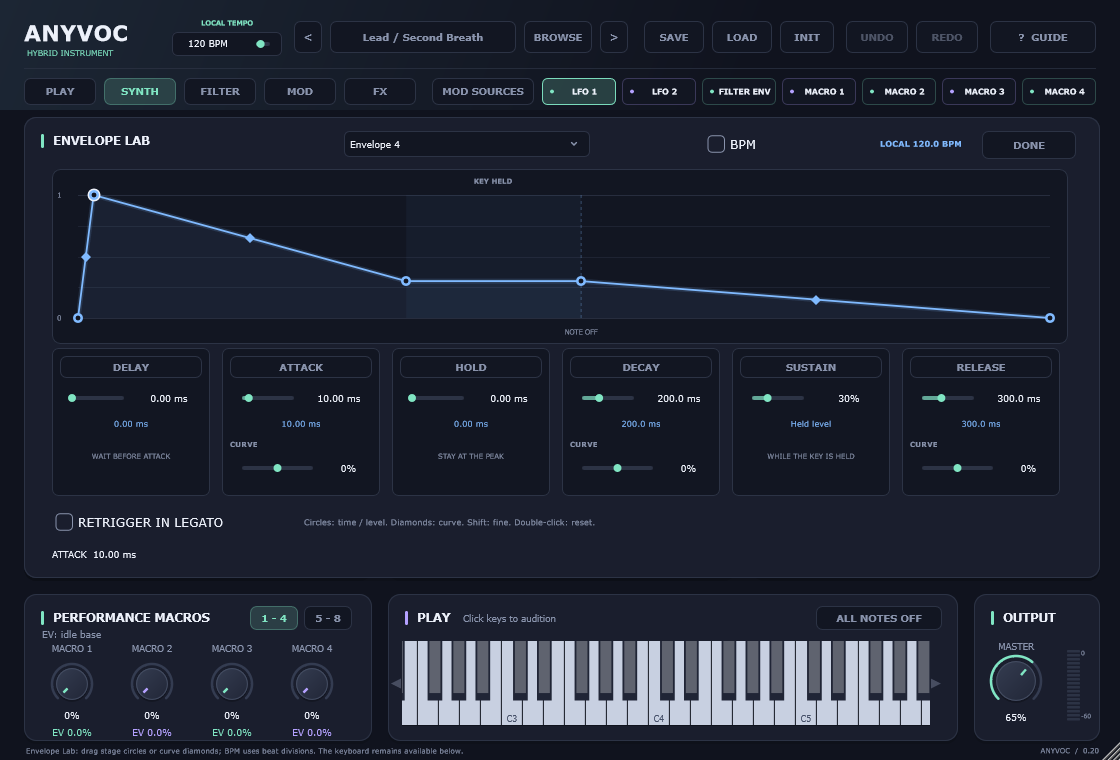 ANYVOC
HYBRID INSTRUMENT
LOCAL TEMPO
120 BPM
< Lead / Second Breath BROWSE > SAVE LOAD INIT UNDO REDO ? GUIDE
PLAY SYNTH FILTER MOD FX MOD SOURCES LFO 1 LFO 2 FILTER ENV MACRO 1 MACRO 2 MACRO 3 MACRO 4
ENVELOPE LAB Envelope 4 BPM LOCAL 120.0 BPM DONE
KEY HELD
1
0
NOTE OFF
DELAY ATTACK HOLD DECAY SUSTAIN RELEASE
0.00 ms 10.00 ms 0.00 ms 200.0 ms 30% 300.0 ms
0.00 ms 10.00 ms 0.00 ms 200.0 ms Held level 300.0 ms
CURVE CURVE CURVE
WAIT BEFORE ATTACK STAY AT THE PEAK WHILE THE KEY IS HELD
0% 0% 0%
RETRIGGER IN LEGATO Circles: time / level. Diamonds: curve. Shift: fine. Double-click: reset.
ATTACK 10.00 ms
PERFORMANCE MACROS 1 - 4 5 - 8
EV: idle base
MACRO 1 MACRO 2 MACRO 3 MACRO 4
0% 0% 0% 0%
EV 0.0% EV 0.0% EV 0.0% EV 0.0%
PLAY Click keys to audition ALL NOTES OFF
C3 C4 C5
OUTPUT
MASTER
0
-60
65%
Envelope Lab: drag stage circles or curve diamonds; BPM uses beat divisions. The keyboard remains available below.
ANYVOC / 0.20